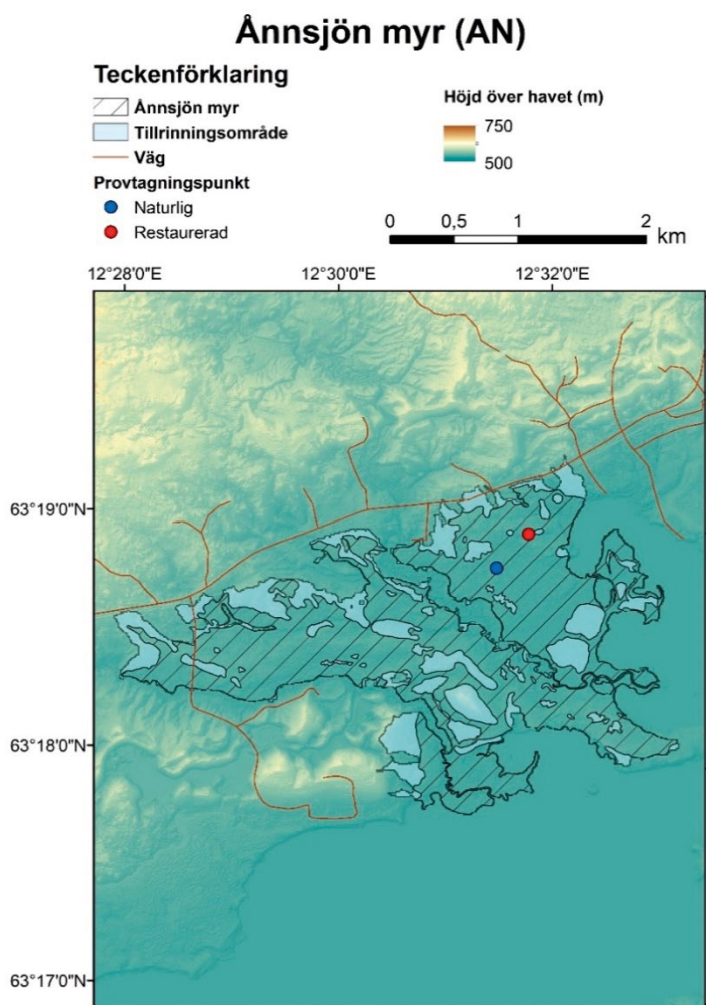 Ånnsjön myr (AN)
Teckenförklaring
Ånnsjön myr
Tillrinningsområde
Väg
Provtagningspunkt
Naturlig
Restaurerad
Höjd över havet (m)
750
500
0 0,5 1 2
km
12°28'0"E 12°30'0"E 12°32'0"E
63°19'0"N
63°18'0"N
63°17'0"N